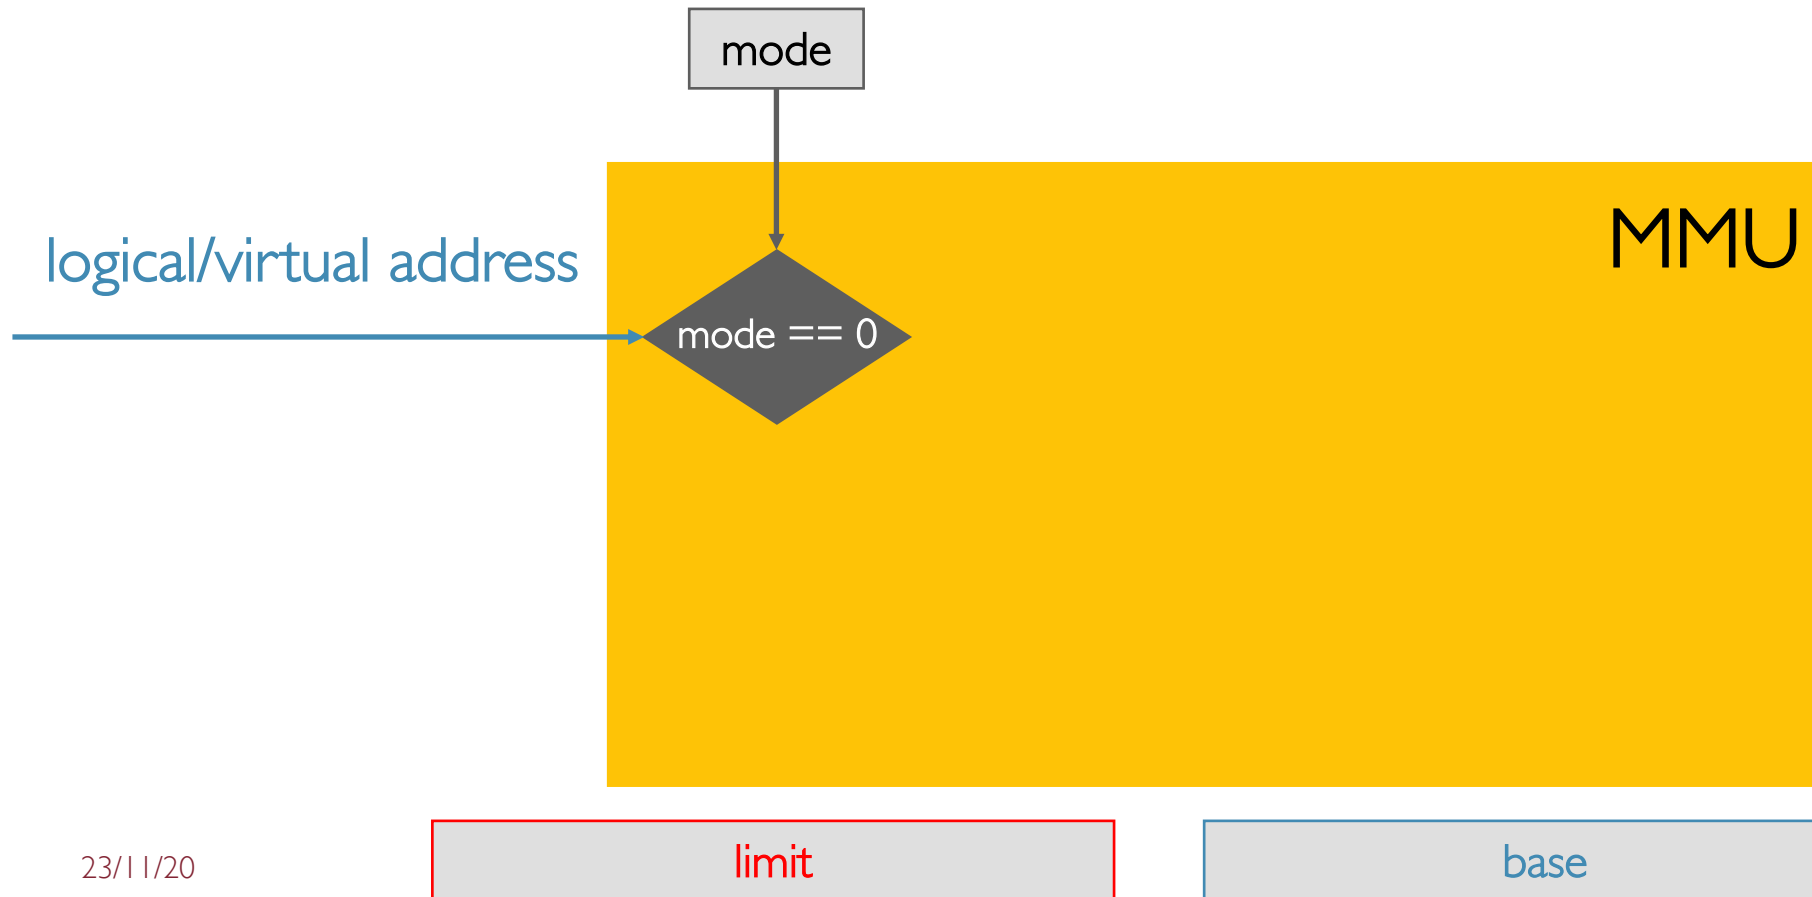 mode
MMU
logical/virtual address
mode == 0
limit
base
23/11/20